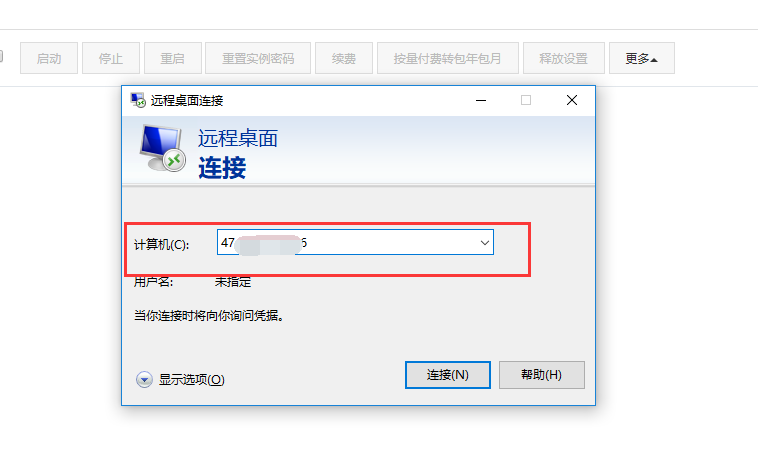 启动 停止 重启 重置实例密码 续费 按量付费转包年包月 释放设置 更多
远程桌面连接
远程桌面
连接
计算机(C): 47 6
用户名: 未指定
当你连接时将向你询问凭据。
显示选项(O) 连接(N) 帮助(H)